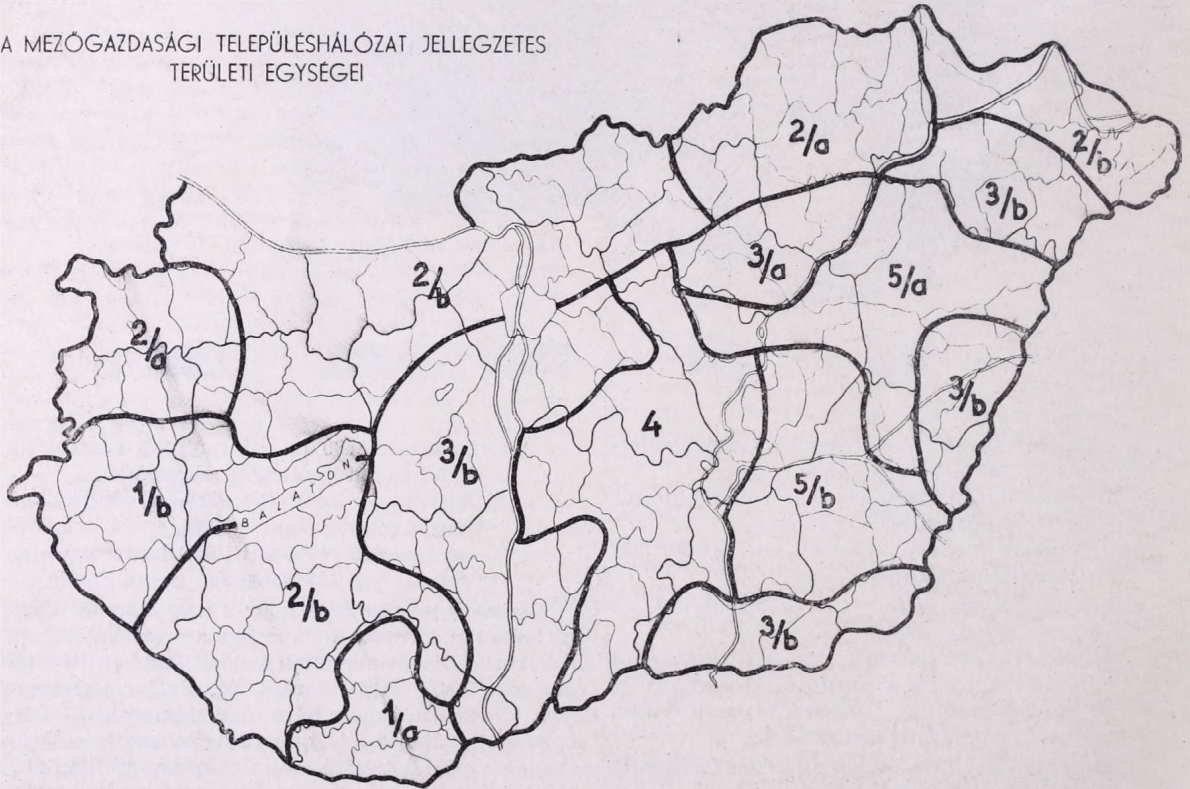 A MEZŐGAZDASÁGI TELEPÜLÉSHÁLÓZAT JELLEGZETES
TERÜLETI EGYSÉGEI
2/a
2/b
3/b
3/a
2/b
5/a
2/a
3/b
4
3/b
BALATON
1/b
5/b
2/b
3/b
1/a